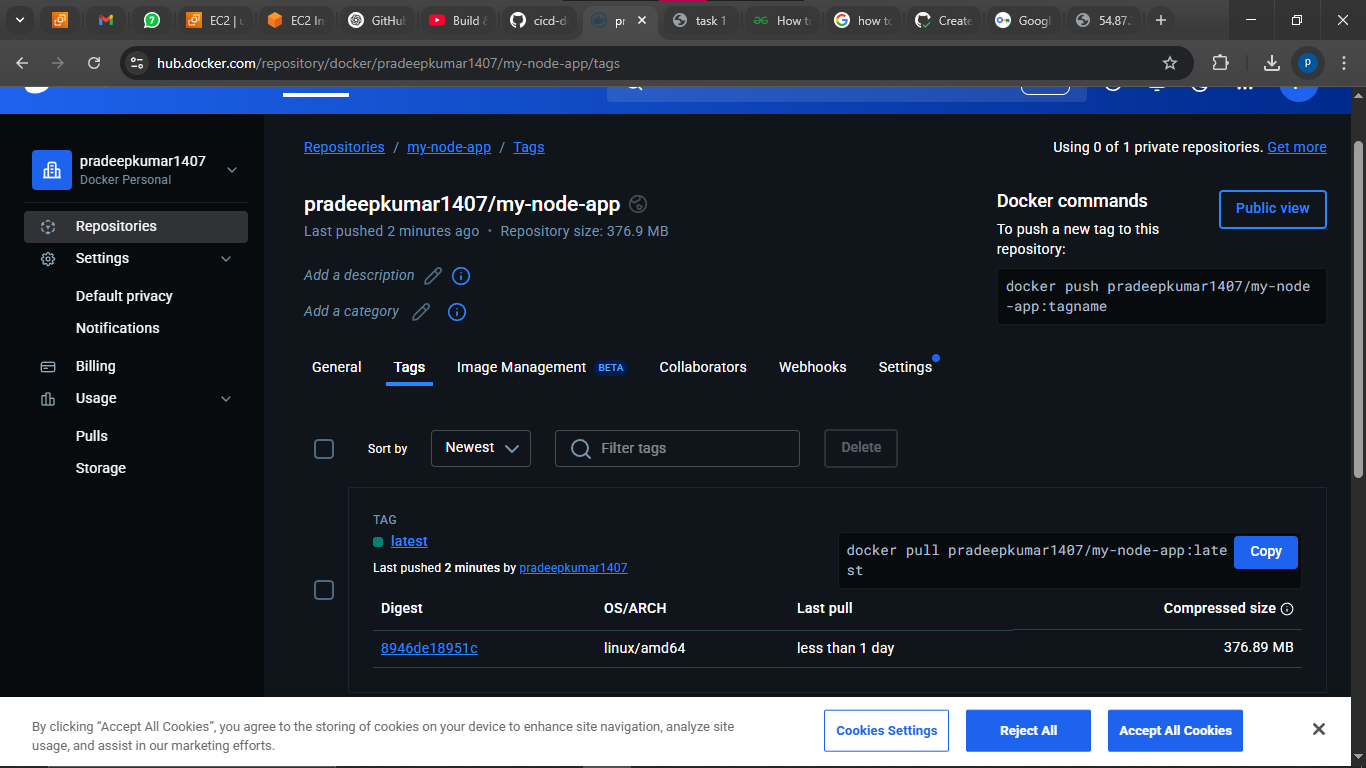 EC2 | u
7
EC2 In
GitHub
Build &
cicd-d
pr
task 1
How to
how to
Create
Googl
54.87.
hub.docker.com/repository/docker/pradeepkumar1407/my-node-app/tags
p
pradeepkumar1407
Docker Personal
Repositories
Settings
Default privacy
Notifications
Billing
Usage
Pulls
Storage
Repositories / my-node-app / Tags
Using 0 of 1 private repositories. Get more
pradeepkumar1407/my-node-app
Last pushed 2 minutes ago • Repository size: 376.9 MB
Add a description
Add a category
Docker commands
Public view
To push a new tag to this
repository:
docker push pradeepkumar1407/my-node
-app:tagname
General Tags Image Management BETA Collaborators Webhooks Settings
Sort by Newest Filter tags Delete
TAG
latest
Last pushed 2 minutes by pradeepkumar1407
docker pull pradeepkumar1407/my-node-app:late
st
Copy
Digest OS/ARCH Last pull Compressed size
8946de18951c linux/amd64 less than 1 day 376.89 MB
By clicking “Accept All Cookies”, you agree to the storing of cookies on your device to enhance site navigation, analyze site
usage, and assist in our marketing efforts.
Cookies Settings
Reject All
Accept All Cookies